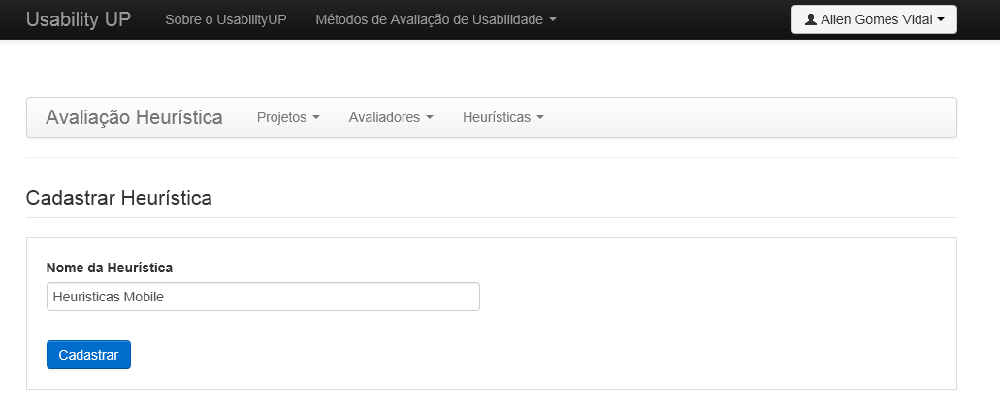 Usability UP Sobre o UsabilityUP Métodos de Avaliação de Usabilidade Allen Gomes Vidal
Avaliação Heurística Projetos Avaliadores Heurísticas
Cadastrar Heurística
Nome da Heurística
Heuristicas Mobile
Cadastrar